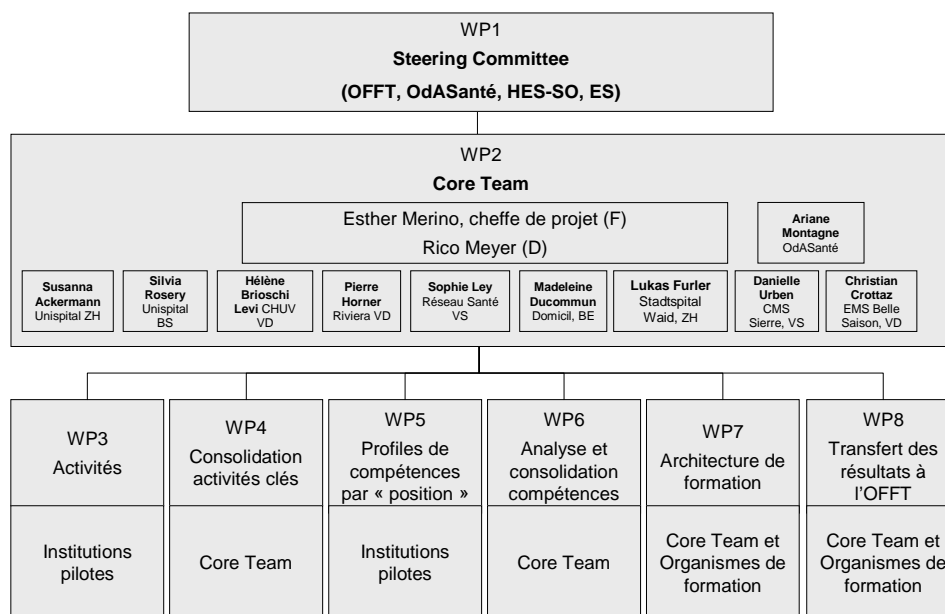 WP1
Steering Committee
(OFFT, OdASanté, HES-SO, ES)
WP2
Core Team
Esther Merino, cheffe de projet (F)
Rico Meyer (D)
Ariane
Montagne
OdASanté
Susanna
Ackermann
Unispital ZH
Silvia
Rosery
Unispital
BS
Hélène
Brioschi
Levi CHUV
VD
Pierre
Horner
Riviera VD
Sophie Ley
Réseau Santé
VS
Madeleine
Ducommun
Domicil, BE
Lukas Furler
Stadtspital
Waid, ZH
Danielle
Urben
CMS
Sierre, VS
Christian
Crottaz
EMS Belle
Saison, VD
WP3
Activités
Institutions
pilotes
WP4
Consolidation
activités clés
Core Team
WP5
Profiles de
compétences
par « position »
Institutions
pilotes
WP6
Analyse et
consolidation
compétences
Core Team
WP7
Architecture de
formation
Core Team et
Organismes de
formation
WP8
Transfert des
résultats à
l'OFFT
Core Team et
Organismes de
formation